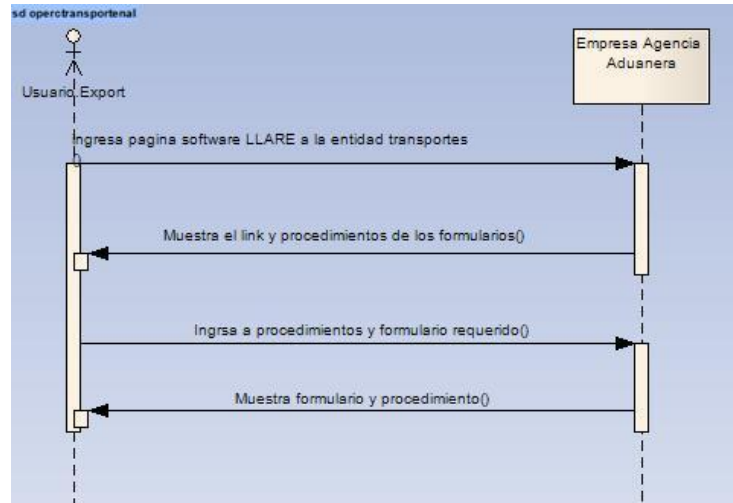 sd operctransportenal
Usuario.Export
Empresa Agencia
Aduanera
Ingresa pagina software LLARE a la entidad transportes
()
Muestra el link y procedimientos de los formularios()
Ingrsa a procedimientos y formulario requerido()
Muestra formulario y procedimiento()